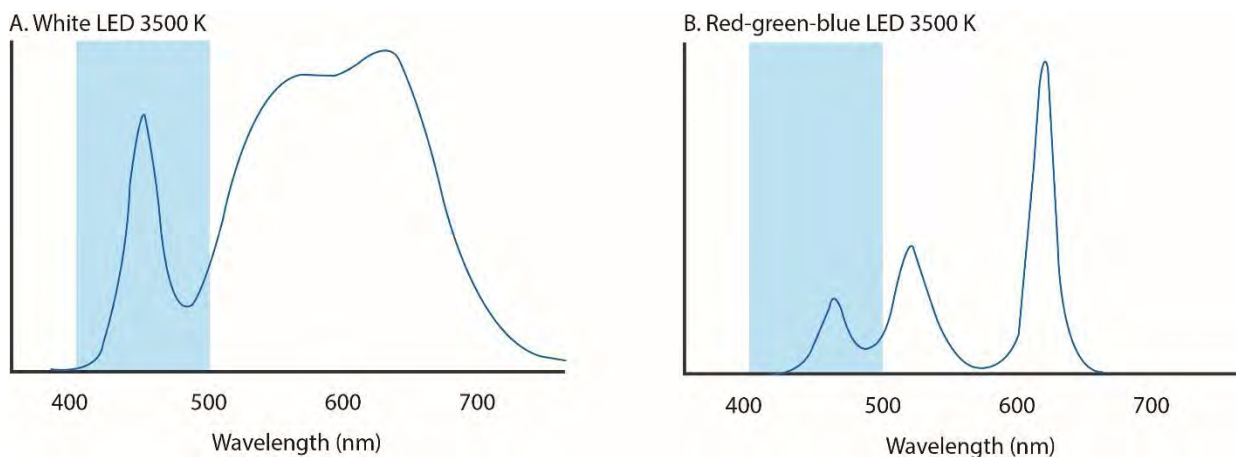 A. White LED 3500 K
400 500 600 700
Wavelength (nm)
B. Red-green-blue LED 3500 K
400 500 600 700
Wavelength (nm)